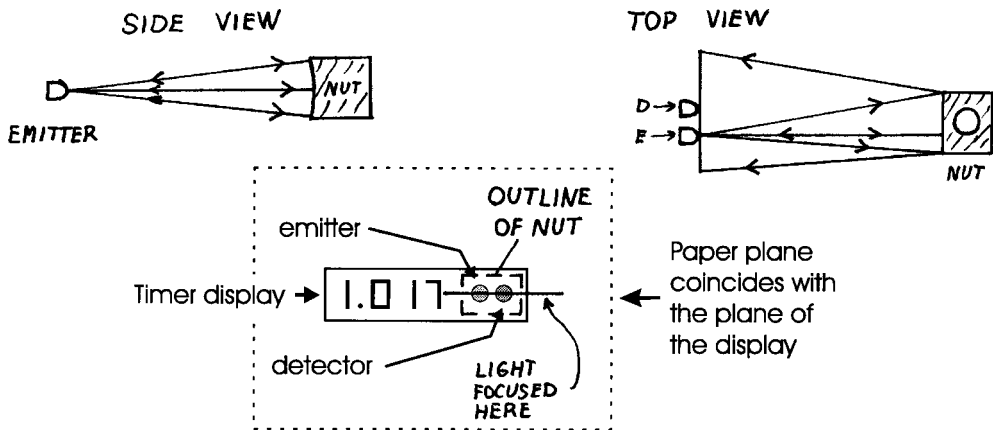 SIDE VIEW
NUT
EMITTER
TOP VIEW
D
E
NUT
OUTLINE
OF NUT
emitter
Timer display
1.017
detector
LIGHT
FOCUSED
HERE
Paper plane
coincides with
the plane of
the display